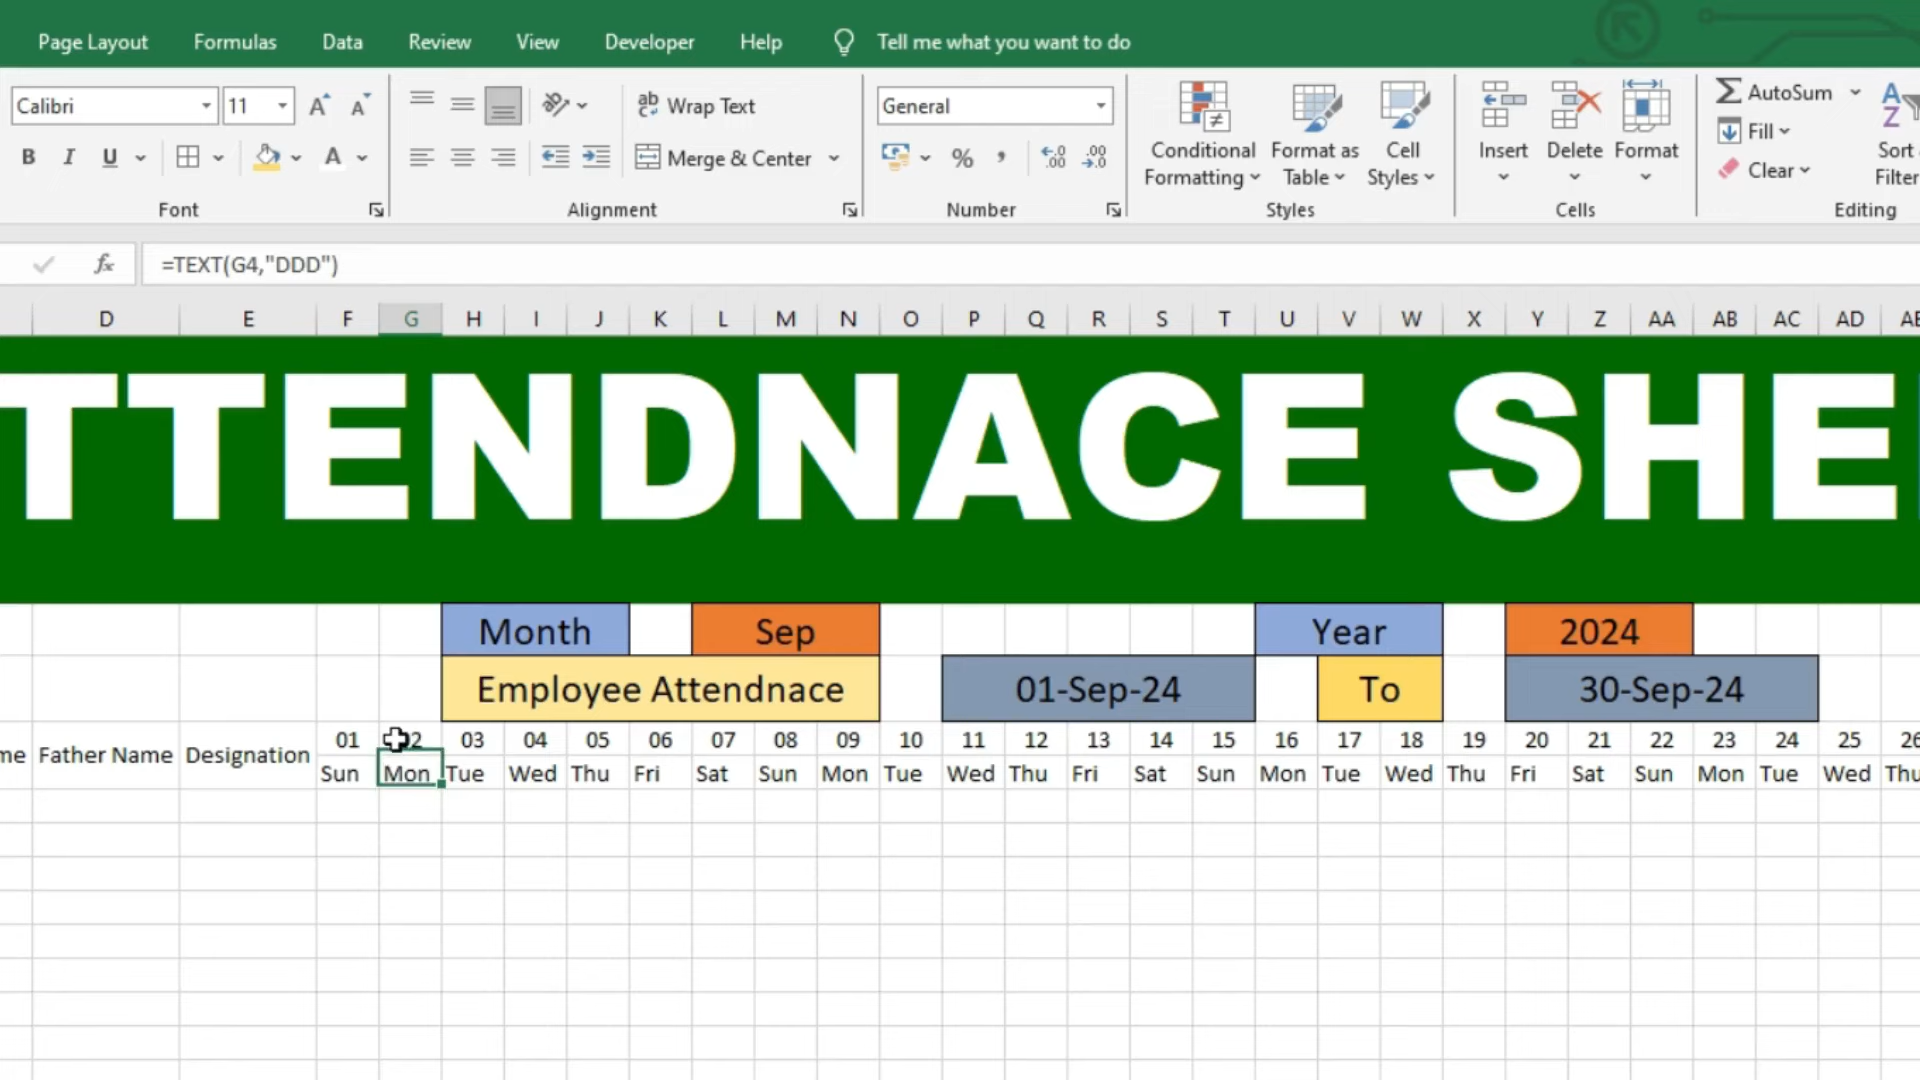 Page Layout Formulas Data Review View Developer Help Tell me what you want to do
Calibri 11 A A ab Wrap Text General AutoSum
B I U A Merge & Center % , Conditional Formatting Format as Table Cell Styles Insert Delete Format Fill Sort
Clear Filter
Font Alignment Number Styles Cells Editing
fx =TEXT(G4,"DDD")
D E F G H I J K L M N O P Q R S T U V W X Y Z AA AB AC AD AE
TTENDNACE SHE
Month Sep Year 2024
Employee Attendnace 01-Sep-24 To 30-Sep-24
me Father Name Designation 01 02 03 04 05 06 07 08 09 10 11 12 13 14 15 16 17 18 19 20 21 22 23 24 25 26
Sun Mon Tue Wed Thu Fri Sat Sun Mon Tue Wed Thu Fri Sat Sun Mon Tue Wed Thu Fri Sat Sun Mon Tue Wed Thu